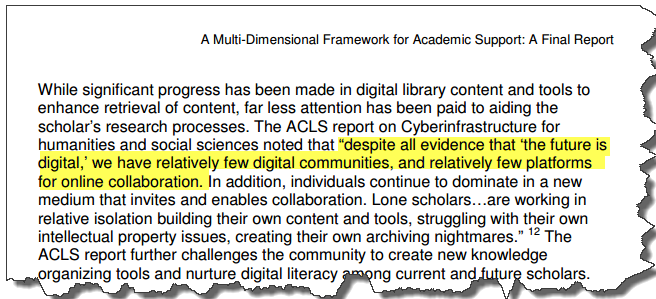 A Multi-Dimensional Framework for Academic Support: A Final Report
While significant progress has been made in digital library content and tools to
enhance retrieval of content, far less attention has been paid to aiding the
scholar's research processes. The ACLS report on Cyberinfrastructure for
humanities and social sciences noted that “despite all evidence that ‘the future is
digital,’ we have relatively few digital communities, and relatively few platforms
for online collaboration. In addition, individuals continue to dominate in a new
medium that invites and enables collaboration. Lone scholars…are working in
relative isolation building their own content and tools, struggling with their own
intellectual property issues, creating their own archiving nightmares.” 12 The
ACLS report further challenges the community to create new knowledge
organizing tools and nurture digital literacy among current and future scholars.